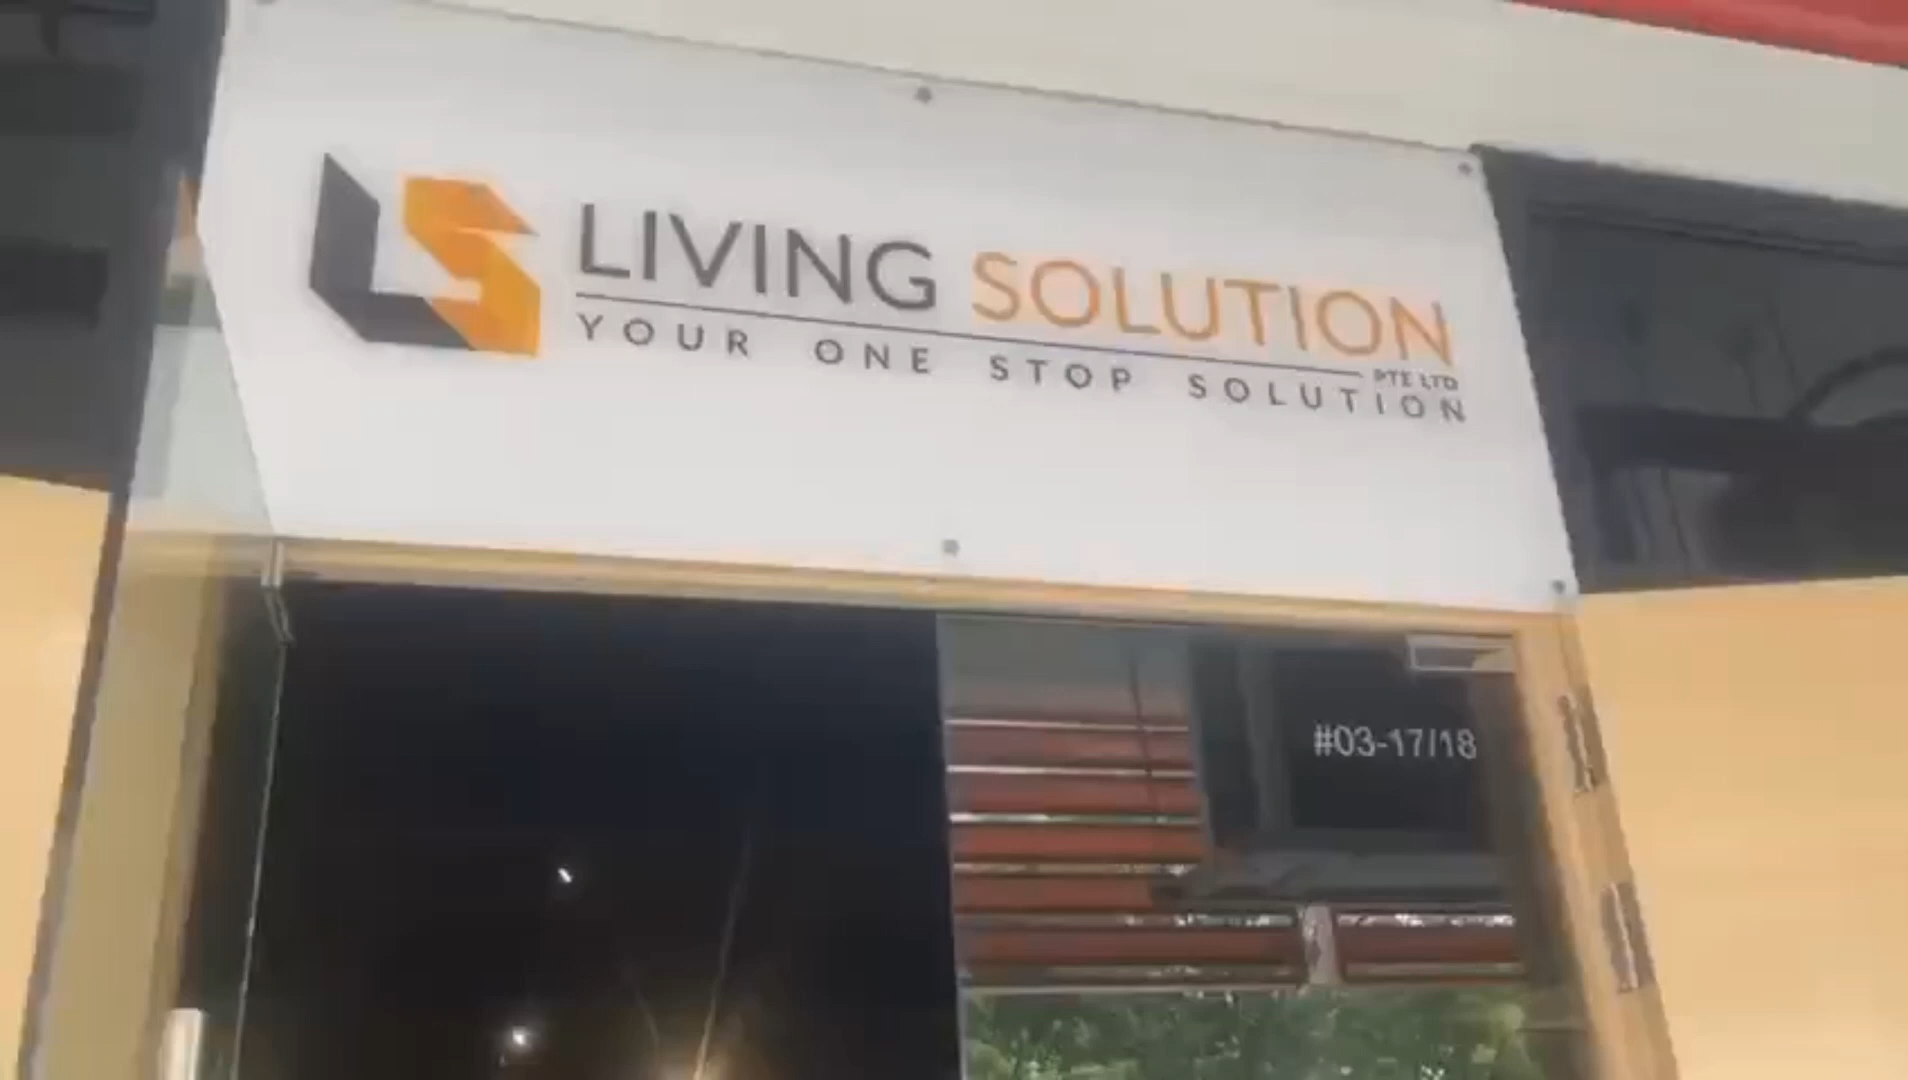 LS
LIVING SOLUTION
PTE LTD
YOUR ONE STOP SOLUTION
#03-17/18